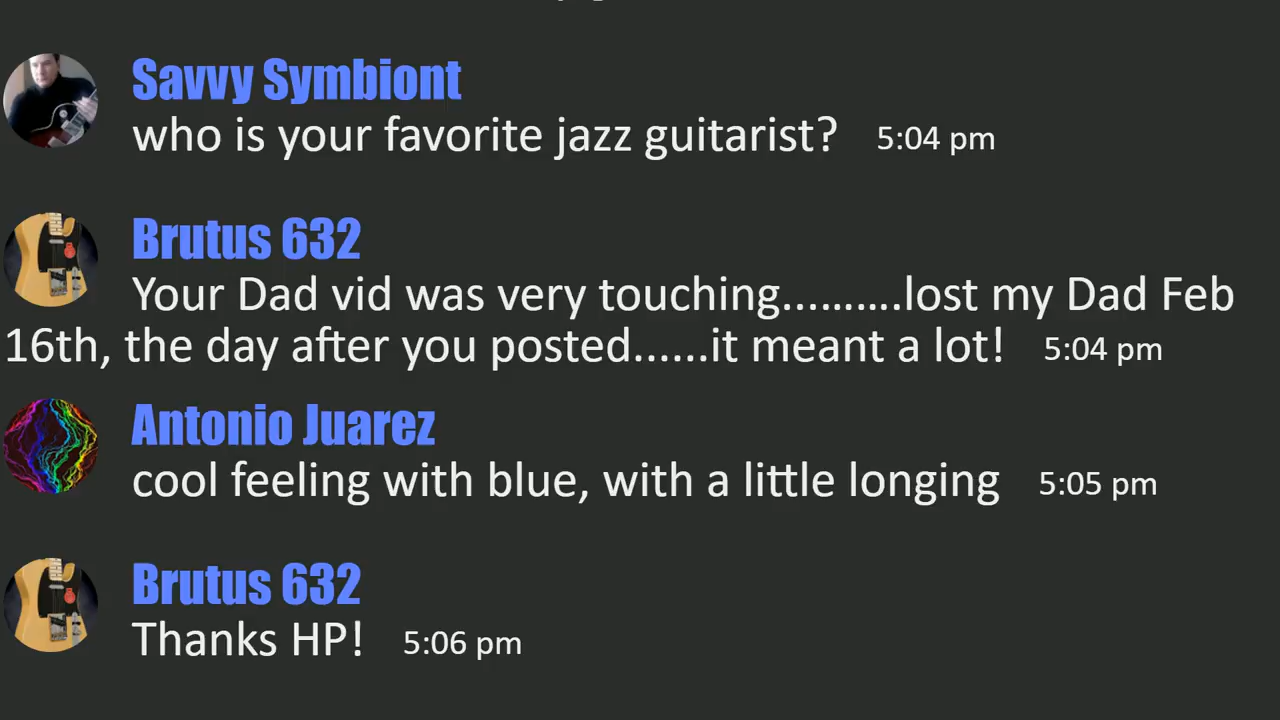 Savvy Symbiont
who is your favorite jazz guitarist? 5:04 pm
Brutus 632
Your Dad vid was very touching..........lost my Dad Feb
16th, the day after you posted......it meant a lot! 5:04 pm
Antonio Juarez
cool feeling with blue, with a little longing 5:05 pm
Brutus 632
Thanks HP! 5:06 pm